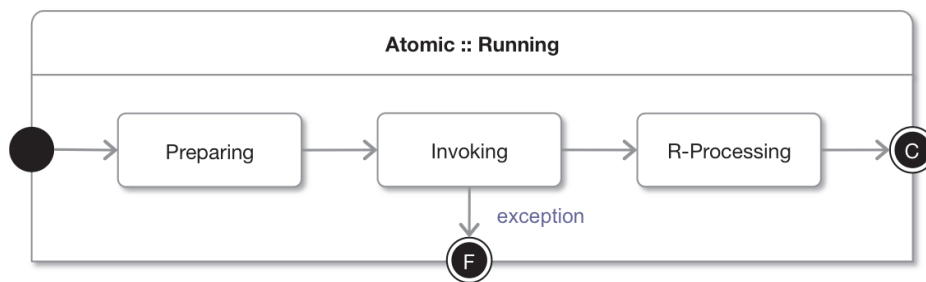 Atomic :: Running
Preparing
Invoking
R-Processing
C
exception
F